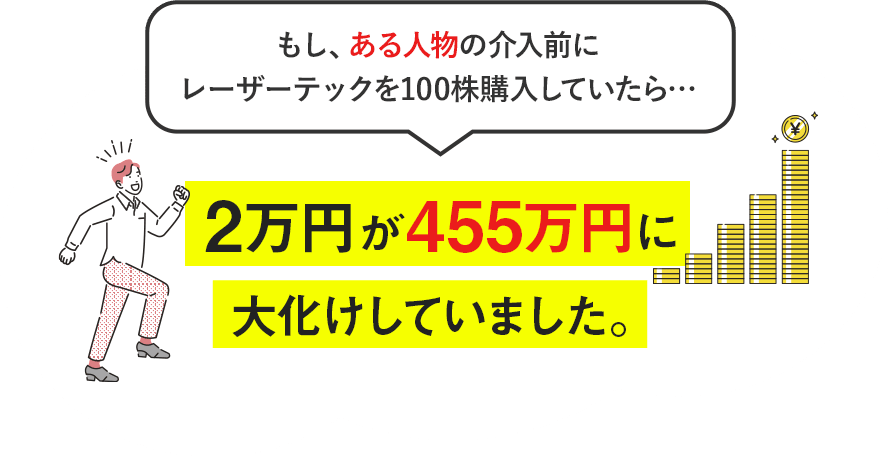 もし、ある人物の介入前に
レーザーテックを100株購入していたら…
2万円が455万円に
大化けしていました。
¥